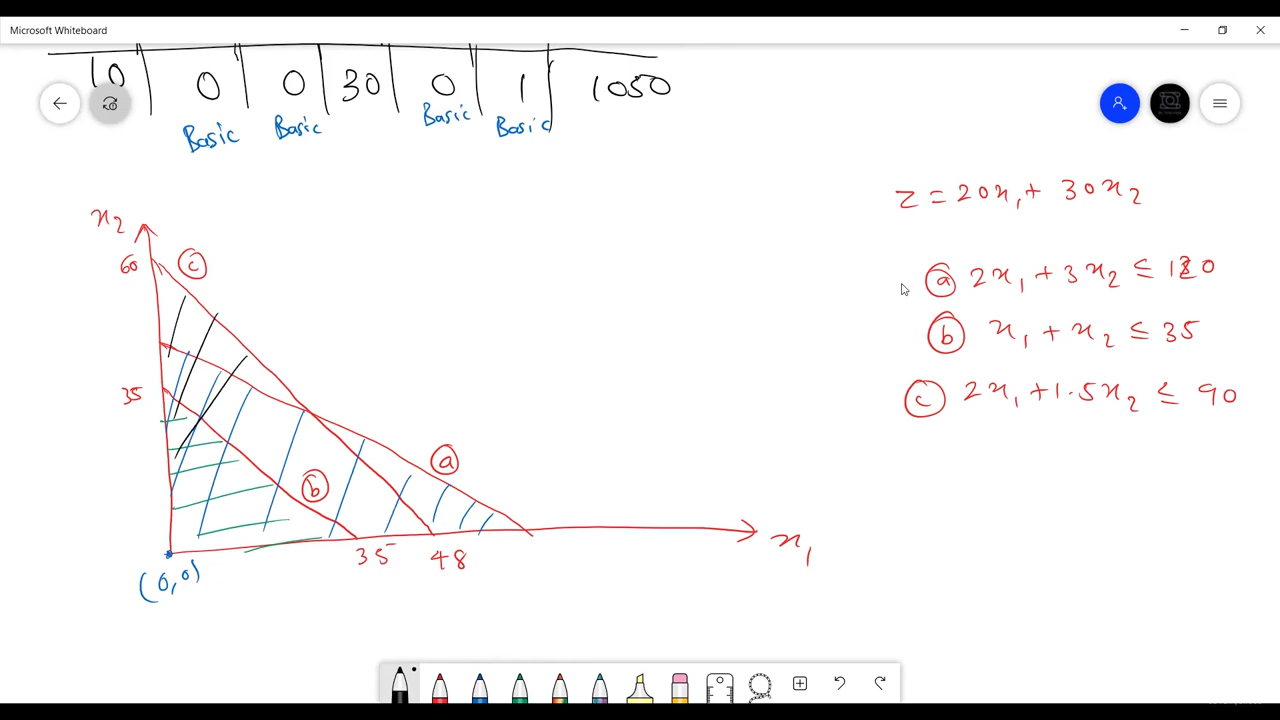 Microsoft Whiteboard
10 0 0 30 0 1 1050
Basic Basic Basic Basic
z = 20x₁ + 30x₂
ⓐ 2x₁ + 3x₂ ≤ 120
ⓑ x₁ + x₂ ≤ 35
ⓒ 2x₁ + 1.5x₂ ≤ 90
x₂
60 ⓒ
35
ⓐ
ⓑ
35 48
x₁
(0,0)